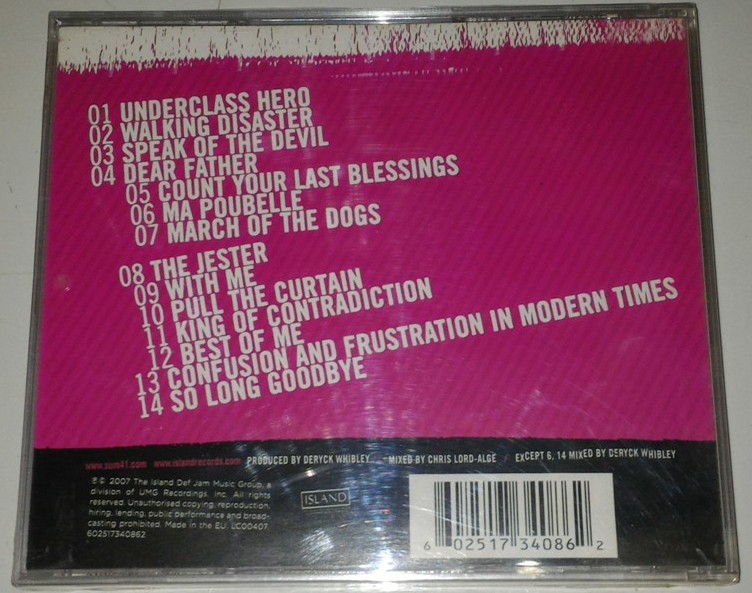 01 UNDERCLASS HERO
02 WALKING DISASTER
03 SPEAK OF THE DEVIL
04 DEAR FATHER
05 COUNT YOUR LAST BLESSINGS
06 MA POUBELLE
07 MARCH OF THE DOGS
08 THE JESTER
09 WITH ME
10 PULL THE CURTAIN
11 KING OF CONTRADICTION
12 BEST OF ME
13 CONFUSION AND FRUSTRATION IN MODERN TIMES
14 SO LONG GOODBYE
www.sum41.com www.islandrecords.com PRODUCED BY DERYCK WHIBLEY MIXED BY CHRIS LORD-ALGE / EXCEPT 6, 14 MIXED BY DERYCK WHIBLEY
℗© 2007 The Island Def Jam Music Group, a
division of UMG Recordings, Inc. All rights
reserved. Unauthorised copying, reproduction,
hiring, lending, public performance and broad-
casting prohibited. Made in the EU. LC00407.
602517340862
ISLAND
6 02517 34086 2